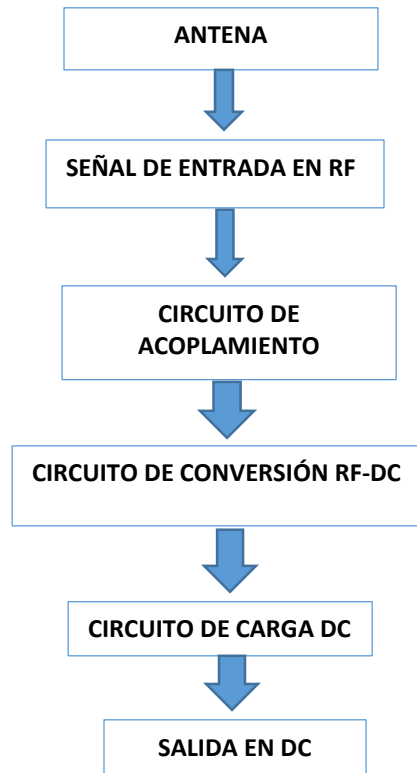 ANTENA
SEÑAL DE ENTRADA EN RF
CIRCUITO DE
ACOPLAMIENTO
CIRCUITO DE CONVERSIÓN RF-DC
CIRCUITO DE CARGA DC
SALIDA EN DC